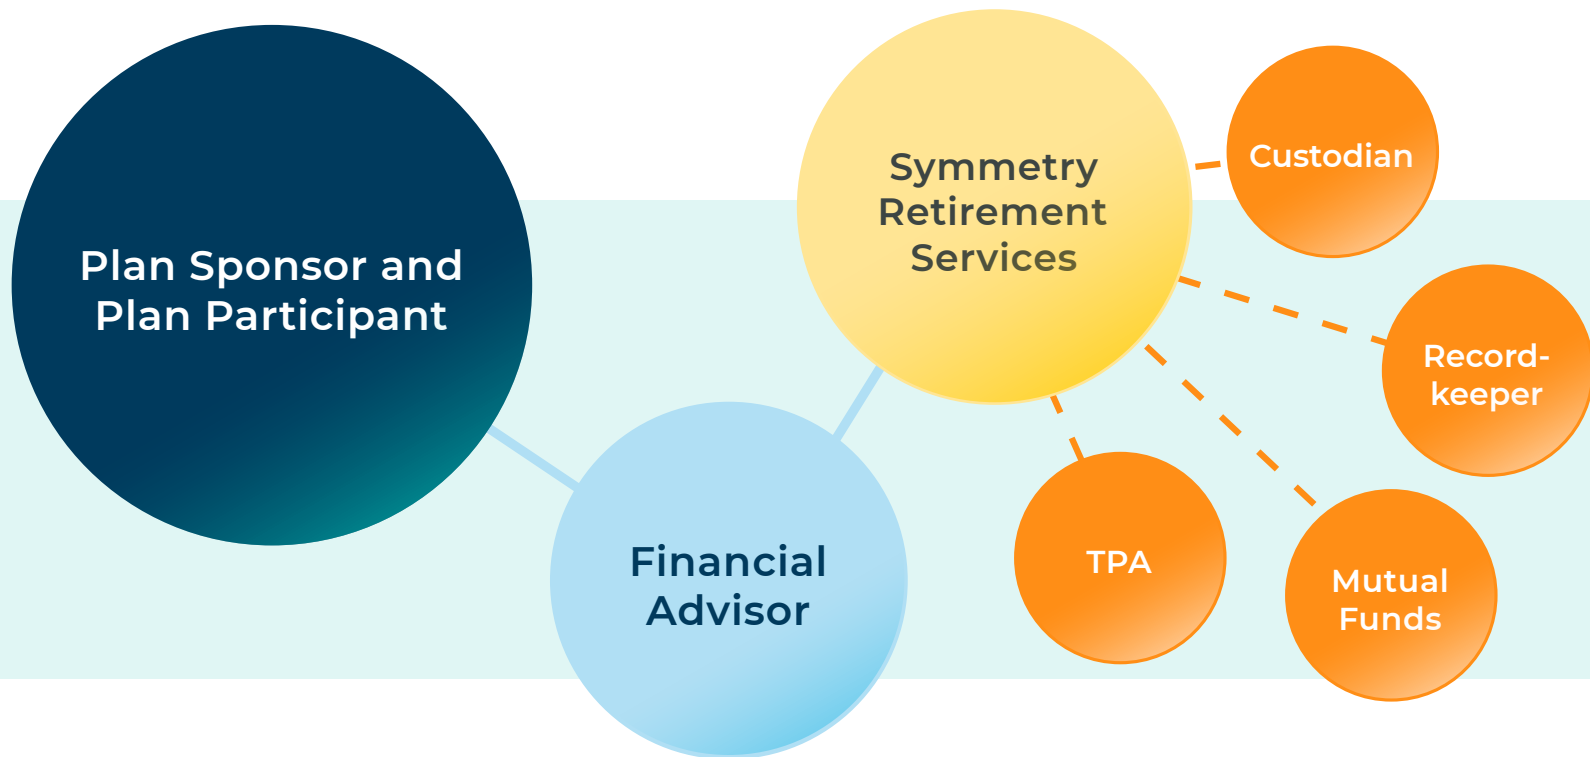 Plan Sponsor and
Plan Participant
Financial
Advisor
Symmetry
Retirement
Services
Custodian
Record-
keeper
Mutual
Funds
TPA